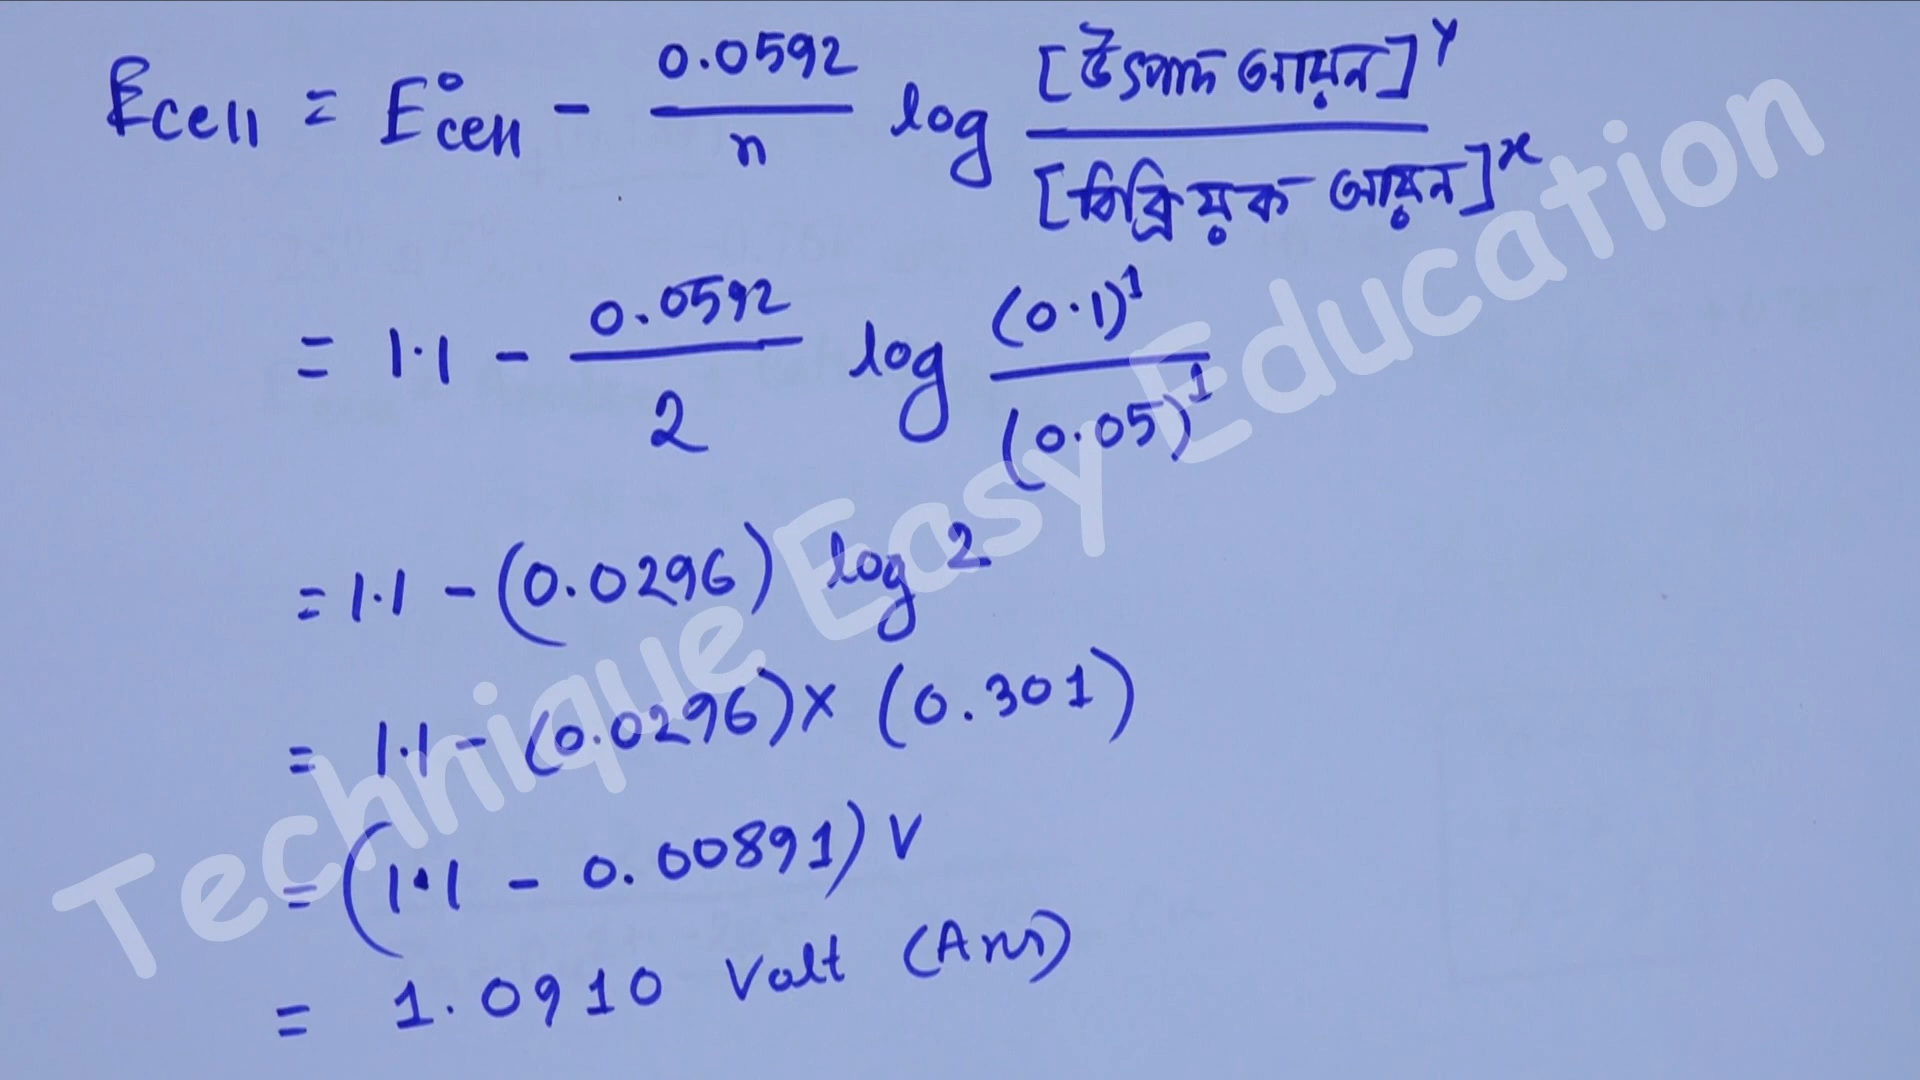 Ecell = E°cell - 0.0592/n log [উৎপাদ আয়ন]^y/[বিক্রিয়ক আয়ন]^x
= 1.1 - 0.0592/2 log (0.1)^1/(0.05)^1
= 1.1 - (0.0296) log 2
= 1.1 - (0.0296) × (0.301)
= (1.1 - 0.00891) V
= 1.0910 Volt (Ans)
Technique Easy Education